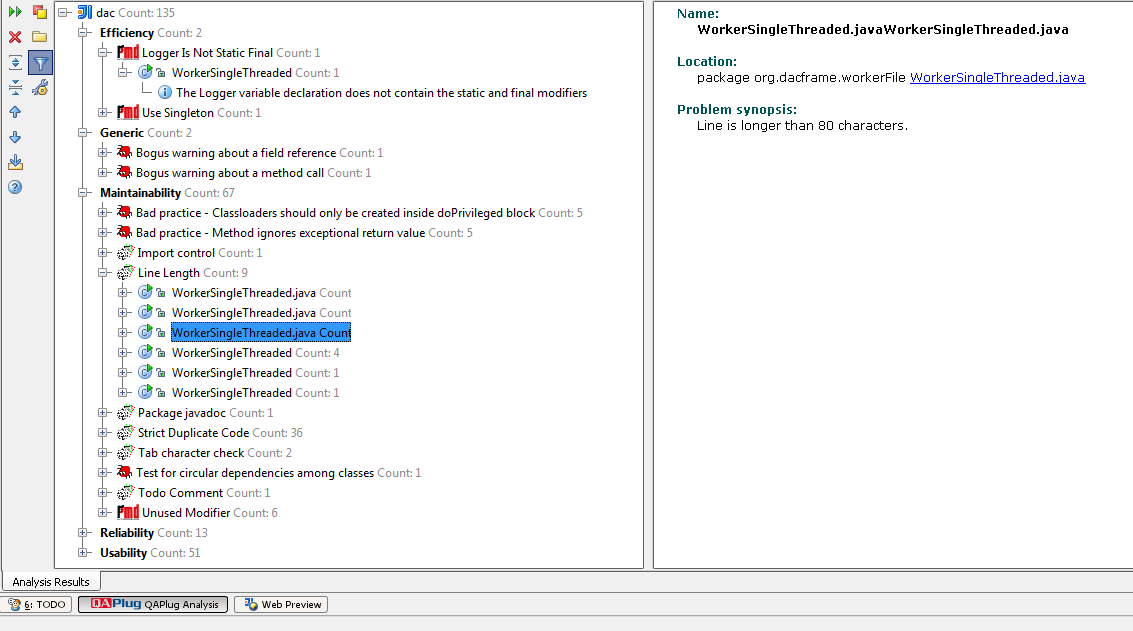 dac Count: 135
Efficiency Count: 2
Pmd Logger Is Not Static Final Count: 1
C WorkerSingleThreaded Count: 1
The Logger variable declaration does not contain the static and final modifiers
Pmd Use Singleton Count: 1
Generic Count: 2
Bogus warning about a field reference Count: 1
Bogus warning about a method call Count: 1
Maintainability Count: 67
Bad practice - Classloaders should only be created inside doPrivileged block Count: 5
Bad practice - Method ignores exceptional return value Count: 5
Import control Count: 1
Line Length Count: 9
C WorkerSingleThreaded.java Count
C WorkerSingleThreaded.java Count
C WorkerSingleThreaded.java Count
C WorkerSingleThreaded Count: 4
C WorkerSingleThreaded Count: 1
C WorkerSingleThreaded Count: 1
Package javadoc Count: 1
Strict Duplicate Code Count: 36
Tab character check Count: 2
Test for circular dependencies among classes Count: 1
Todo Comment Count: 1
Pmd Unused Modifier Count: 6
Reliability Count: 13
Usability Count: 51
Name:
WorkerSingleThreaded.javaWorkerSingleThreaded.java
Location:
package org.dacframe.workerFile WorkerSingleThreaded.java
Problem synopsis:
Line is longer than 80 characters.
Analysis Results
6: TODO QAPlug QAPlug Analysis Web Preview